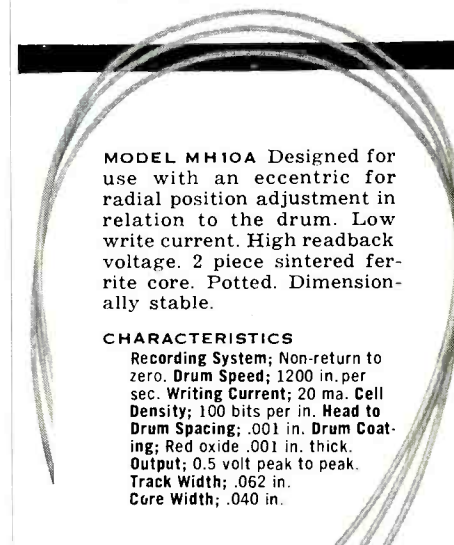 MODEL MH10A Designed for
use with an eccentric for
radial position adjustment in
relation to the drum. Low
write current. High readback
voltage. 2 piece sintered fer-
rite core. Potted. Dimension-
ally stable.
CHARACTERISTICS
Recording System; Non-return to
zero. Drum Speed; 1200 in. per
sec. Writing Current; 20 ma. Cell
Density; 100 bits per in. Head to
Drum Spacing; .001 in. Drum Coat-
ing; Red oxide .001 in. thick.
Output; 0.5 volt peak to peak.
Track Width; .062 in.
Core Width; .040 in.